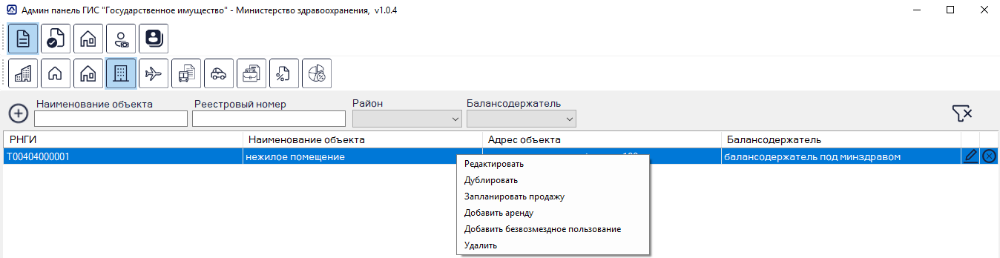 Админ панель ГИС "Государственное имущество" - Министерство здравоохранения, v1.0.4
Наименование объекта Реестровый номер Район Балансодержатель
РНГИ Наименование объекта Адрес объекта Балансодержатель
Т00404000001 нежилое помещение балансодержатель под минздравом
Редактировать
Дублировать
Запланировать продажу
Добавить аренду
Добавить безвозмездное пользование
Удалить